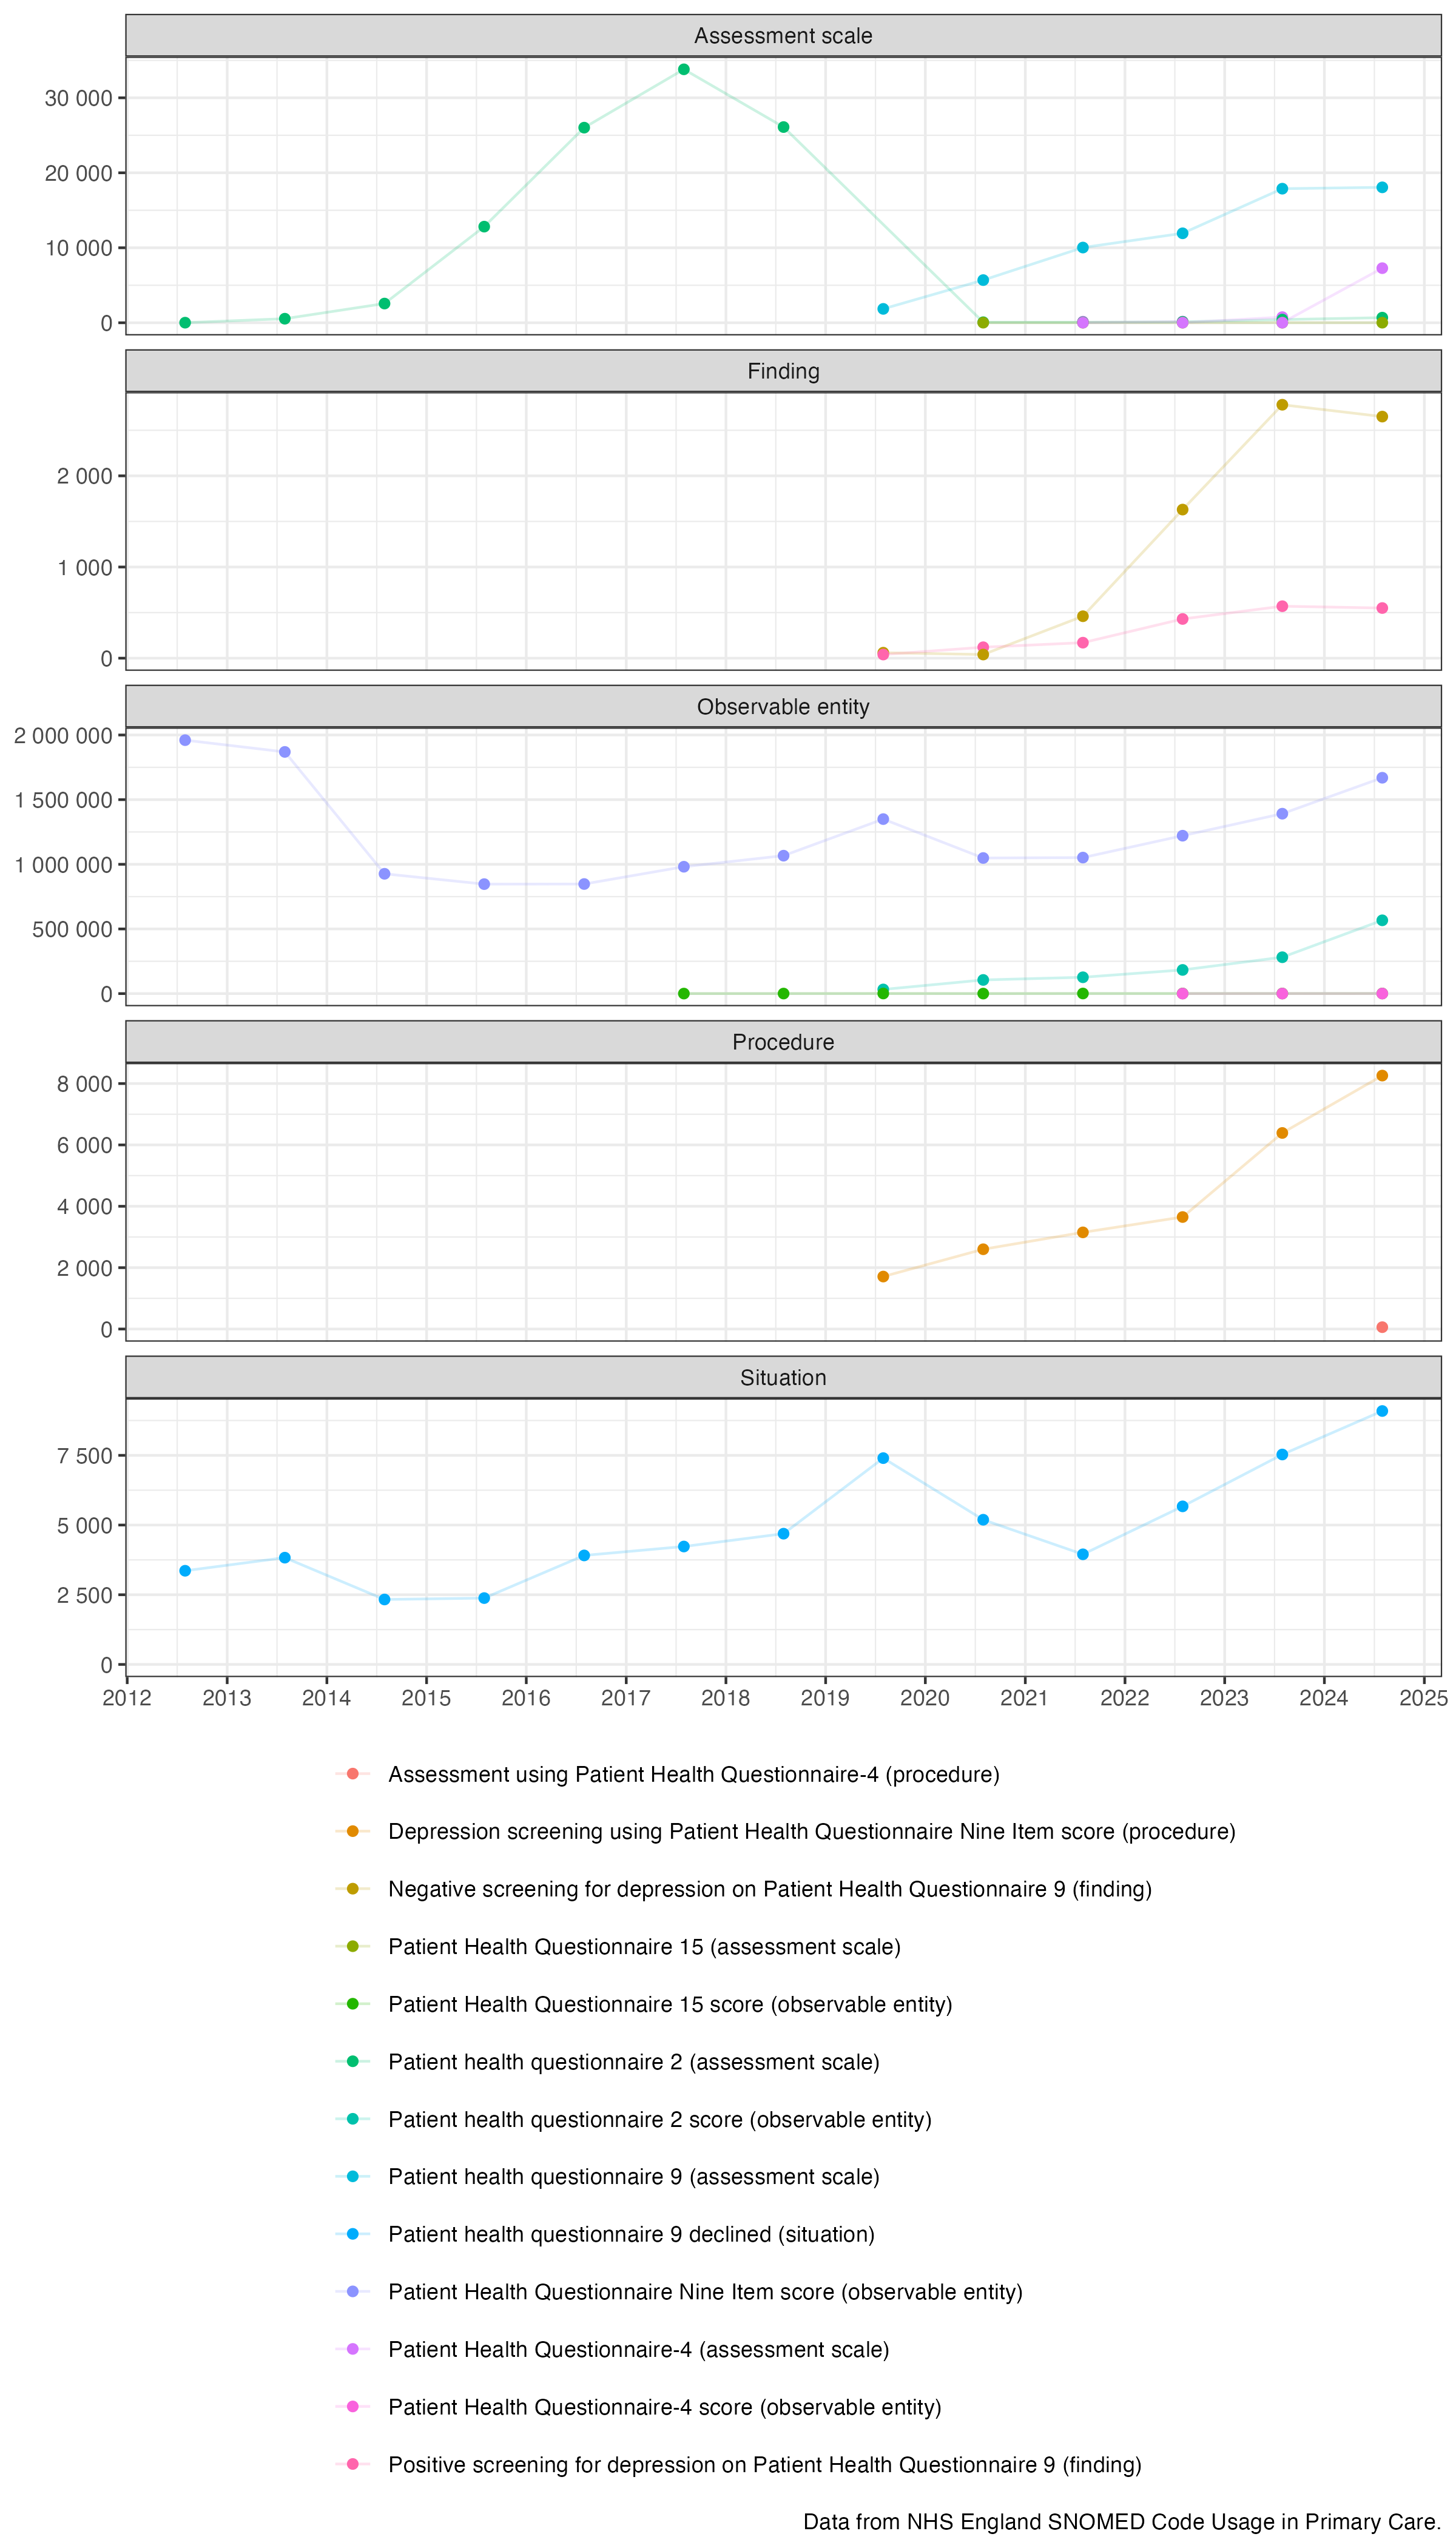 Assessment scale
30 000
20 000
10 000
0
Finding
2 000
1 000
0
Observable entity
2 000 000
1 500 000
1 000 000
500 000
0
Procedure
8 000
6 000
4 000
2 000
0
Situation
7 500
5 000
2 500
0
2012 2013 2014 2015 2016 2017 2018 2019 2020 2021 2022 2023 2024 2025
Assessment using Patient Health Questionnaire-4 (procedure)
Depression screening using Patient Health Questionnaire Nine Item score (procedure)
Negative screening for depression on Patient Health Questionnaire 9 (finding)
Patient Health Questionnaire 15 (assessment scale)
Patient Health Questionnaire 15 score (observable entity)
Patient health questionnaire 2 (assessment scale)
Patient health questionnaire 2 score (observable entity)
Patient health questionnaire 9 (assessment scale)
Patient health questionnaire 9 declined (situation)
Patient Health Questionnaire Nine Item score (observable entity)
Patient Health Questionnaire-4 (assessment scale)
Patient Health Questionnaire-4 score (observable entity)
Positive screening for depression on Patient Health Questionnaire 9 (finding)
Data from NHS England SNOMED Code Usage in Primary Care.